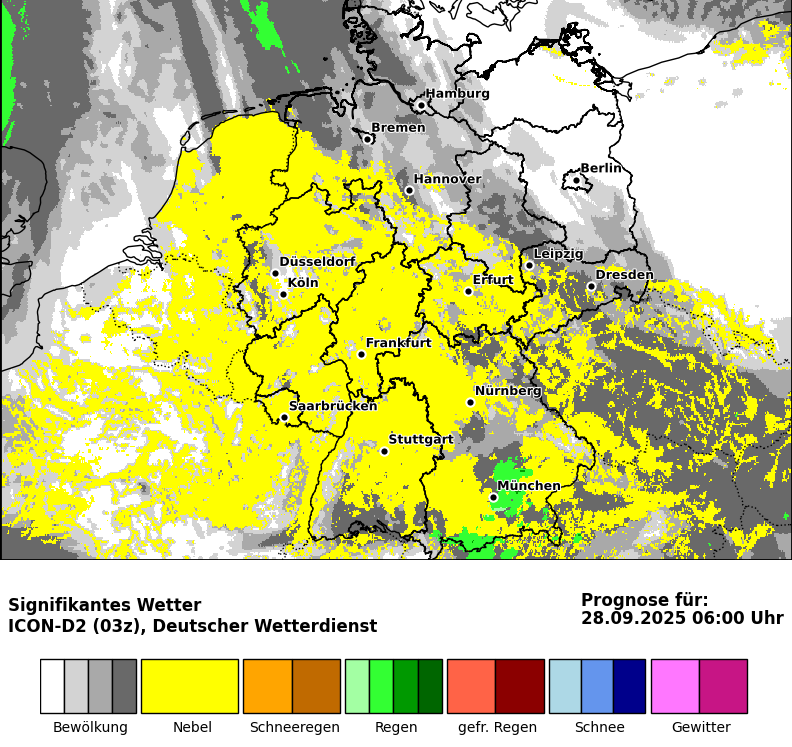 Hamburg
Bremen
Berlin
Hannover
Leipzig
Düsseldorf
Dresden
Köln
Erfurt
Frankfurt
Nürnberg
Saarbrücken
Stuttgart
München
Signifikantes Wetter
ICON-D2 (03z), Deutscher Wetterdienst
Prognose für:
28.09.2025 06:00 Uhr
Bewölkung
Nebel
Schneeregen
Regen
gefr. Regen
Schnee
Gewitter